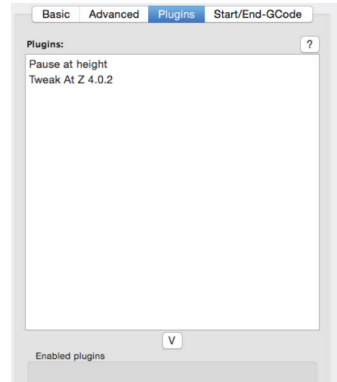 Basic Advanced Plugins Start/End-GCode
Plugins: ?
Pause at height
Tweak At Z 4.0.2
V
Enabled plugins